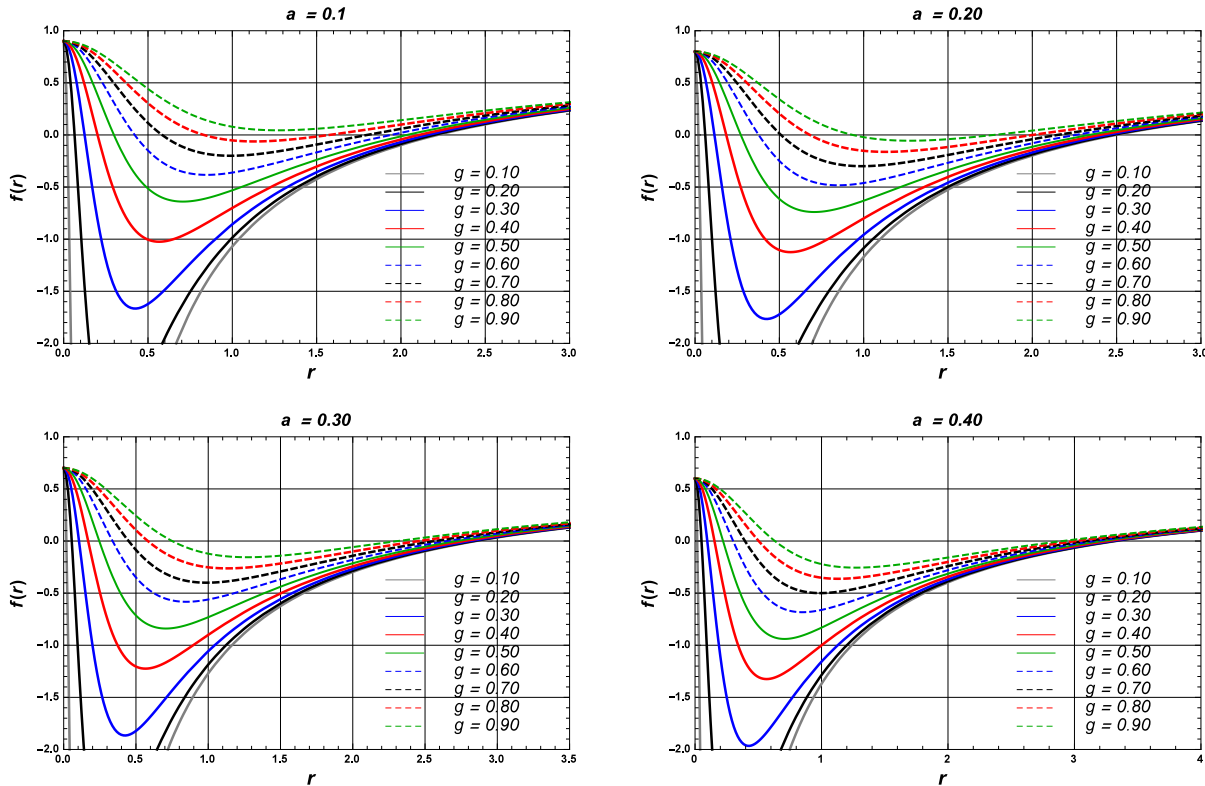 a = 0.1
1.0
0.5
0.0
−0.5
−1.0
−1.5
−2.0
f(r)
g = 0.10
g = 0.20
g = 0.30
g = 0.40
g = 0.50
g = 0.60
g = 0.70
g = 0.80
g = 0.90
0.0 0.5 1.0 1.5 2.0 2.5 3.0
r
a = 0.20
1.0
0.5
0.0
−0.5
−1.0
−1.5
−2.0
f(r)
g = 0.10
g = 0.20
g = 0.30
g = 0.40
g = 0.50
g = 0.60
g = 0.70
g = 0.80
g = 0.90
0.0 0.5 1.0 1.5 2.0 2.5 3.0
r
a = 0.30
1.0
0.5
0.0
−0.5
−1.0
−1.5
−2.0
f(r)
g = 0.10
g = 0.20
g = 0.30
g = 0.40
g = 0.50
g = 0.60
g = 0.70
g = 0.80
g = 0.90
0.0 0.5 1.0 1.5 2.0 2.5 3.0 3.5
r
a = 0.40
1.0
0.5
0.0
−0.5
−1.0
−1.5
−2.0
f(r)
g = 0.10
g = 0.20
g = 0.30
g = 0.40
g = 0.50
g = 0.60
g = 0.70
g = 0.80
g = 0.90
0 1 2 3 4
r